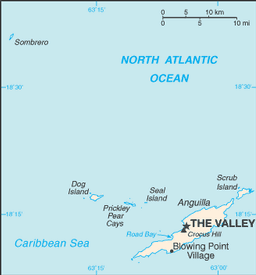 63°15'
63°00'
0 5 10 km
0 5 10 mi
Sombrero
NORTH ATLANTIC
OCEAN
18°30'
18°30'
Dog
Island
Prickley
Pear
Cays
Seal
Island
Scrub
Island
Anguilla
18°15'
18°15'
THE VALLEY
Road Bay
Crocus Hill
Caribbean Sea
Blowing Point
Village
63°15'
63°00'